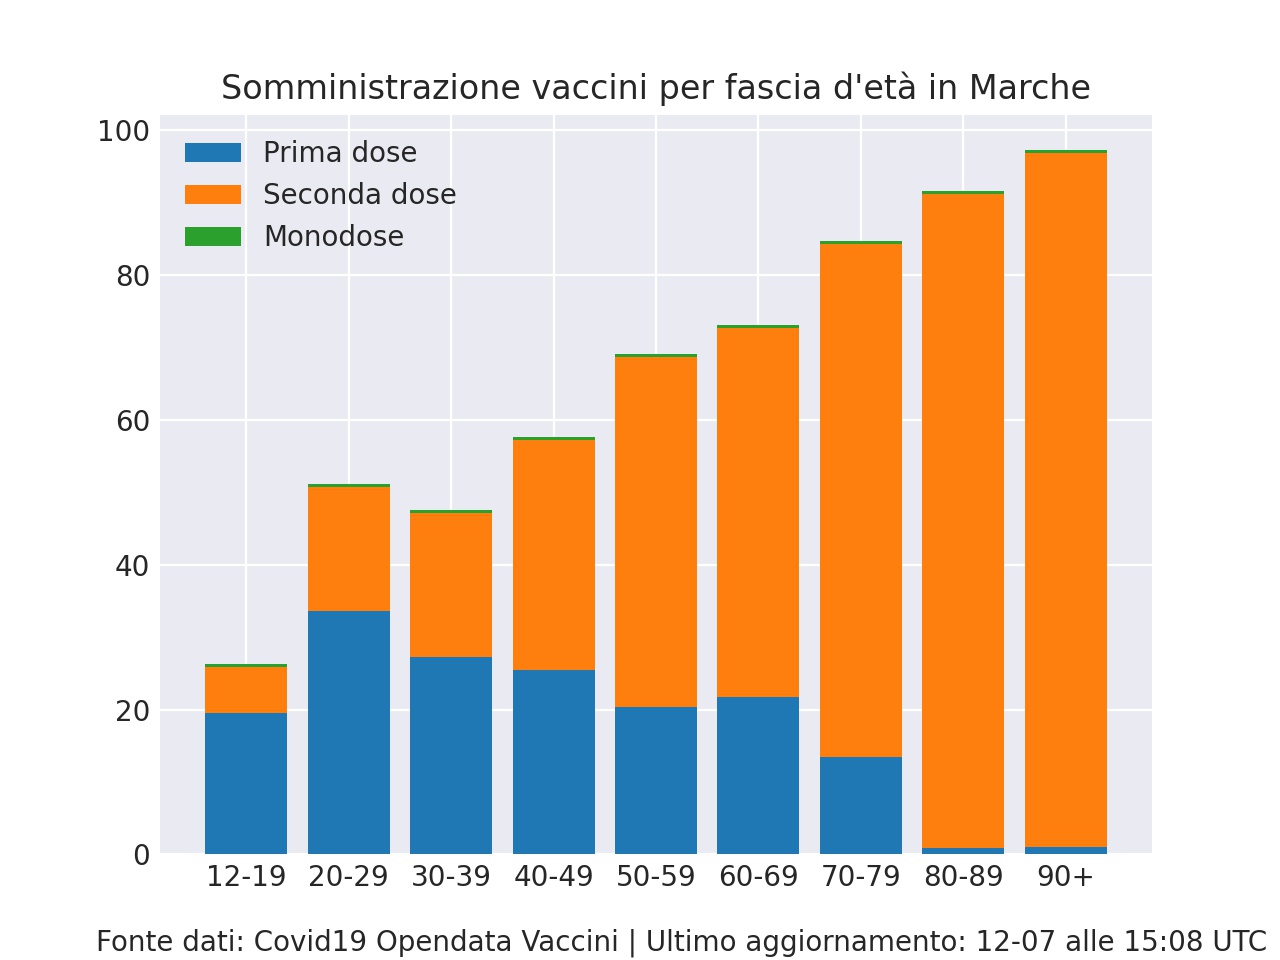 Somministrazione vaccini per fascia d'età in Marche
100
80
60
40
20
0
Prima dose
Seconda dose
Monodose
12-19 20-29 30-39 40-49 50-59 60-69 70-79 80-89 90+
Fonte dati: Covid19 Opendata Vaccini | Ultimo aggiornamento: 12-07 alle 15:08 UTC